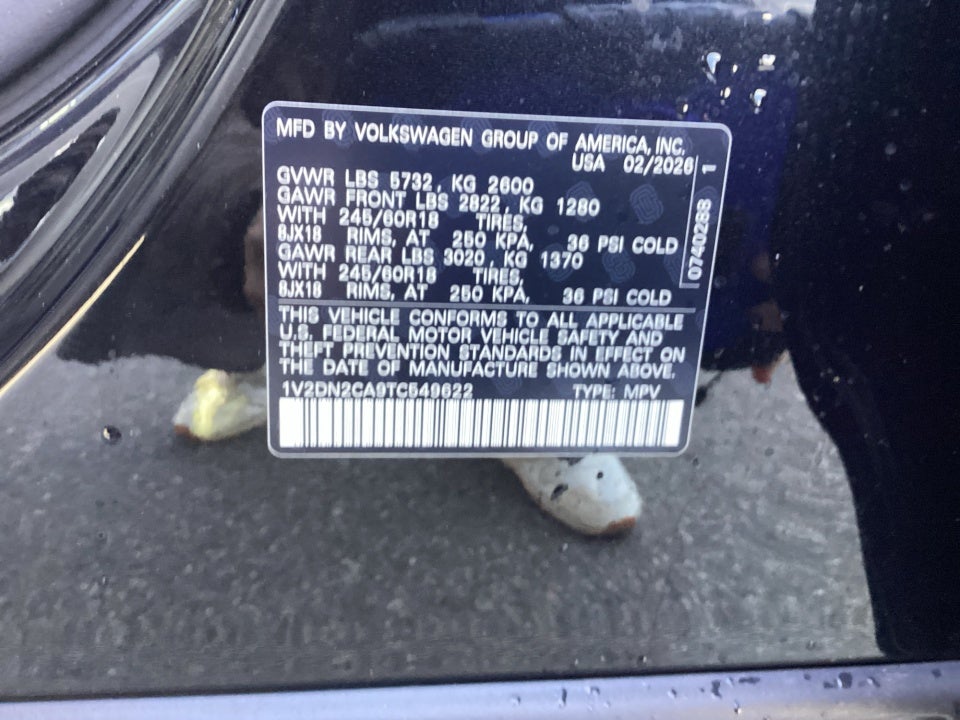 MFD BY VOLKSWAGEN GROUP OF AMERICA, INC.
USA 02/2026
GVWR LBS 5732, KG 2600
GAWR FRONT LBS 2822, KG 1280
WITH 245/60R18 TIRES,
8JX18 RIMS, AT 250 KPA, 36 PSI COLD
GAWR REAR LBS 3020, KG 1370
WITH 245/60R18 TIRES,
8JX18 RIMS, AT 250 KPA, 36 PSI COLD
THIS VEHICLE CONFORMS TO ALL APPLICABLE
U.S. FEDERAL MOTOR VEHICLE SAFETY AND
THEFT PREVENTION STANDARDS IN EFFECT ON
THE DATE OF MANUFACTURE SHOWN ABOVE.
1V2DN2CA9TC549622 TYPE: MPV
0740288 1